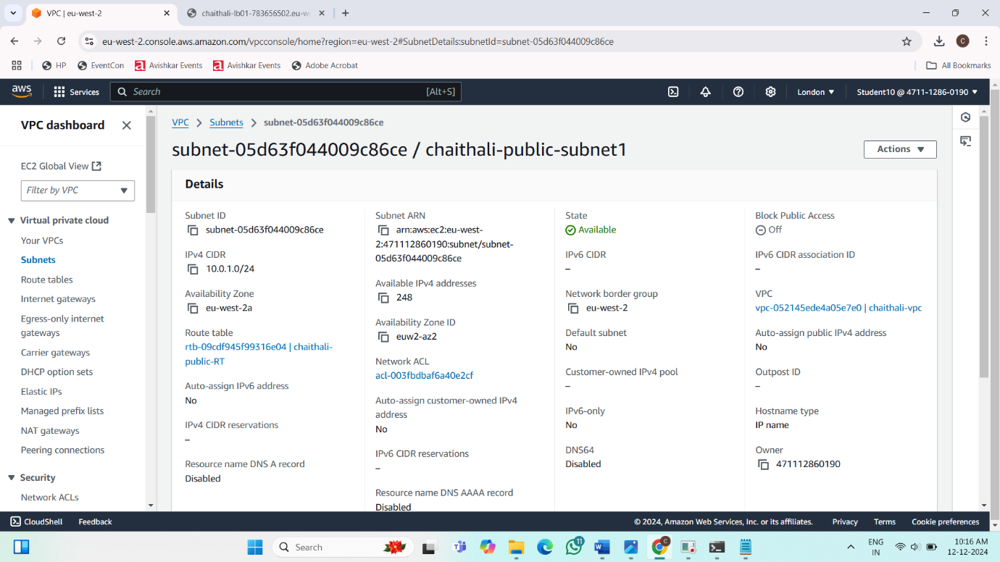 VPC | eu-west-2
chaithali-lb01-783656502.eu-w
eu-west-2.console.aws.amazon.com/vpcconsole/home?region=eu-west-2#SubnetDetails:subnetId=subnet-05d63f044009c86ce
C
HP
EventCon
Avishkar Events
Avishkar Events
Adobe Acrobat
All Bookmarks
aws
Services
Search
[Alt+S]
London
Student10 @ 4711-1286-0190
VPC dashboard
EC2 Global View
Filter by VPC
Virtual private cloud
Your VPCs
Subnets
Route tables
Internet gateways
Egress-only internet
gateways
Carrier gateways
DHCP option sets
Elastic IPs
Managed prefix lists
NAT gateways
Peering connections
Security
Network ACLs
VPC
Subnets
subnet-05d63f044009c86ce
subnet-05d63f044009c86ce / chaithali-public-subnet1
Actions
Details
Subnet ID
subnet-05d63f044009c86ce
IPv4 CIDR
10.0.1.0/24
Availability Zone
eu-west-2a
Route table
rtb-09cdf945f99316e04 | chaithali-
public-RT
Auto-assign IPv6 address
No
IPv4 CIDR reservations
–
Resource name DNS A record
Disabled
Subnet ARN
arn:aws:ec2:eu-west-
2:471112860190:subnet/subnet-
05d63f044009c86ce
Available IPv4 addresses
248
Availability Zone ID
euw2-az2
Network ACL
acl-003fbdbaf6a40e2cf
Auto-assign customer-owned IPv4
address
No
IPv6 CIDR reservations
–
Resource name DNS AAAA record
Disabled
State
Available
IPv6 CIDR
–
Network border group
eu-west-2
Default subnet
No
Customer-owned IPv4 pool
–
IPv6-only
No
DNS64
Disabled
Block Public Access
Off
IPv6 CIDR association ID
–
VPC
vpc-052145ede4a05e7e0 | chaithali-vpc
Auto-assign public IPv4 address
No
Outpost ID
–
Hostname type
IP name
Owner
471112860190
CloudShell
Feedback
© 2024, Amazon Web Services, Inc. or its affiliates.
Privacy
Terms
Cookie preferences
Search
11
C
ENG
IN
10:16 AM
12-12-2024